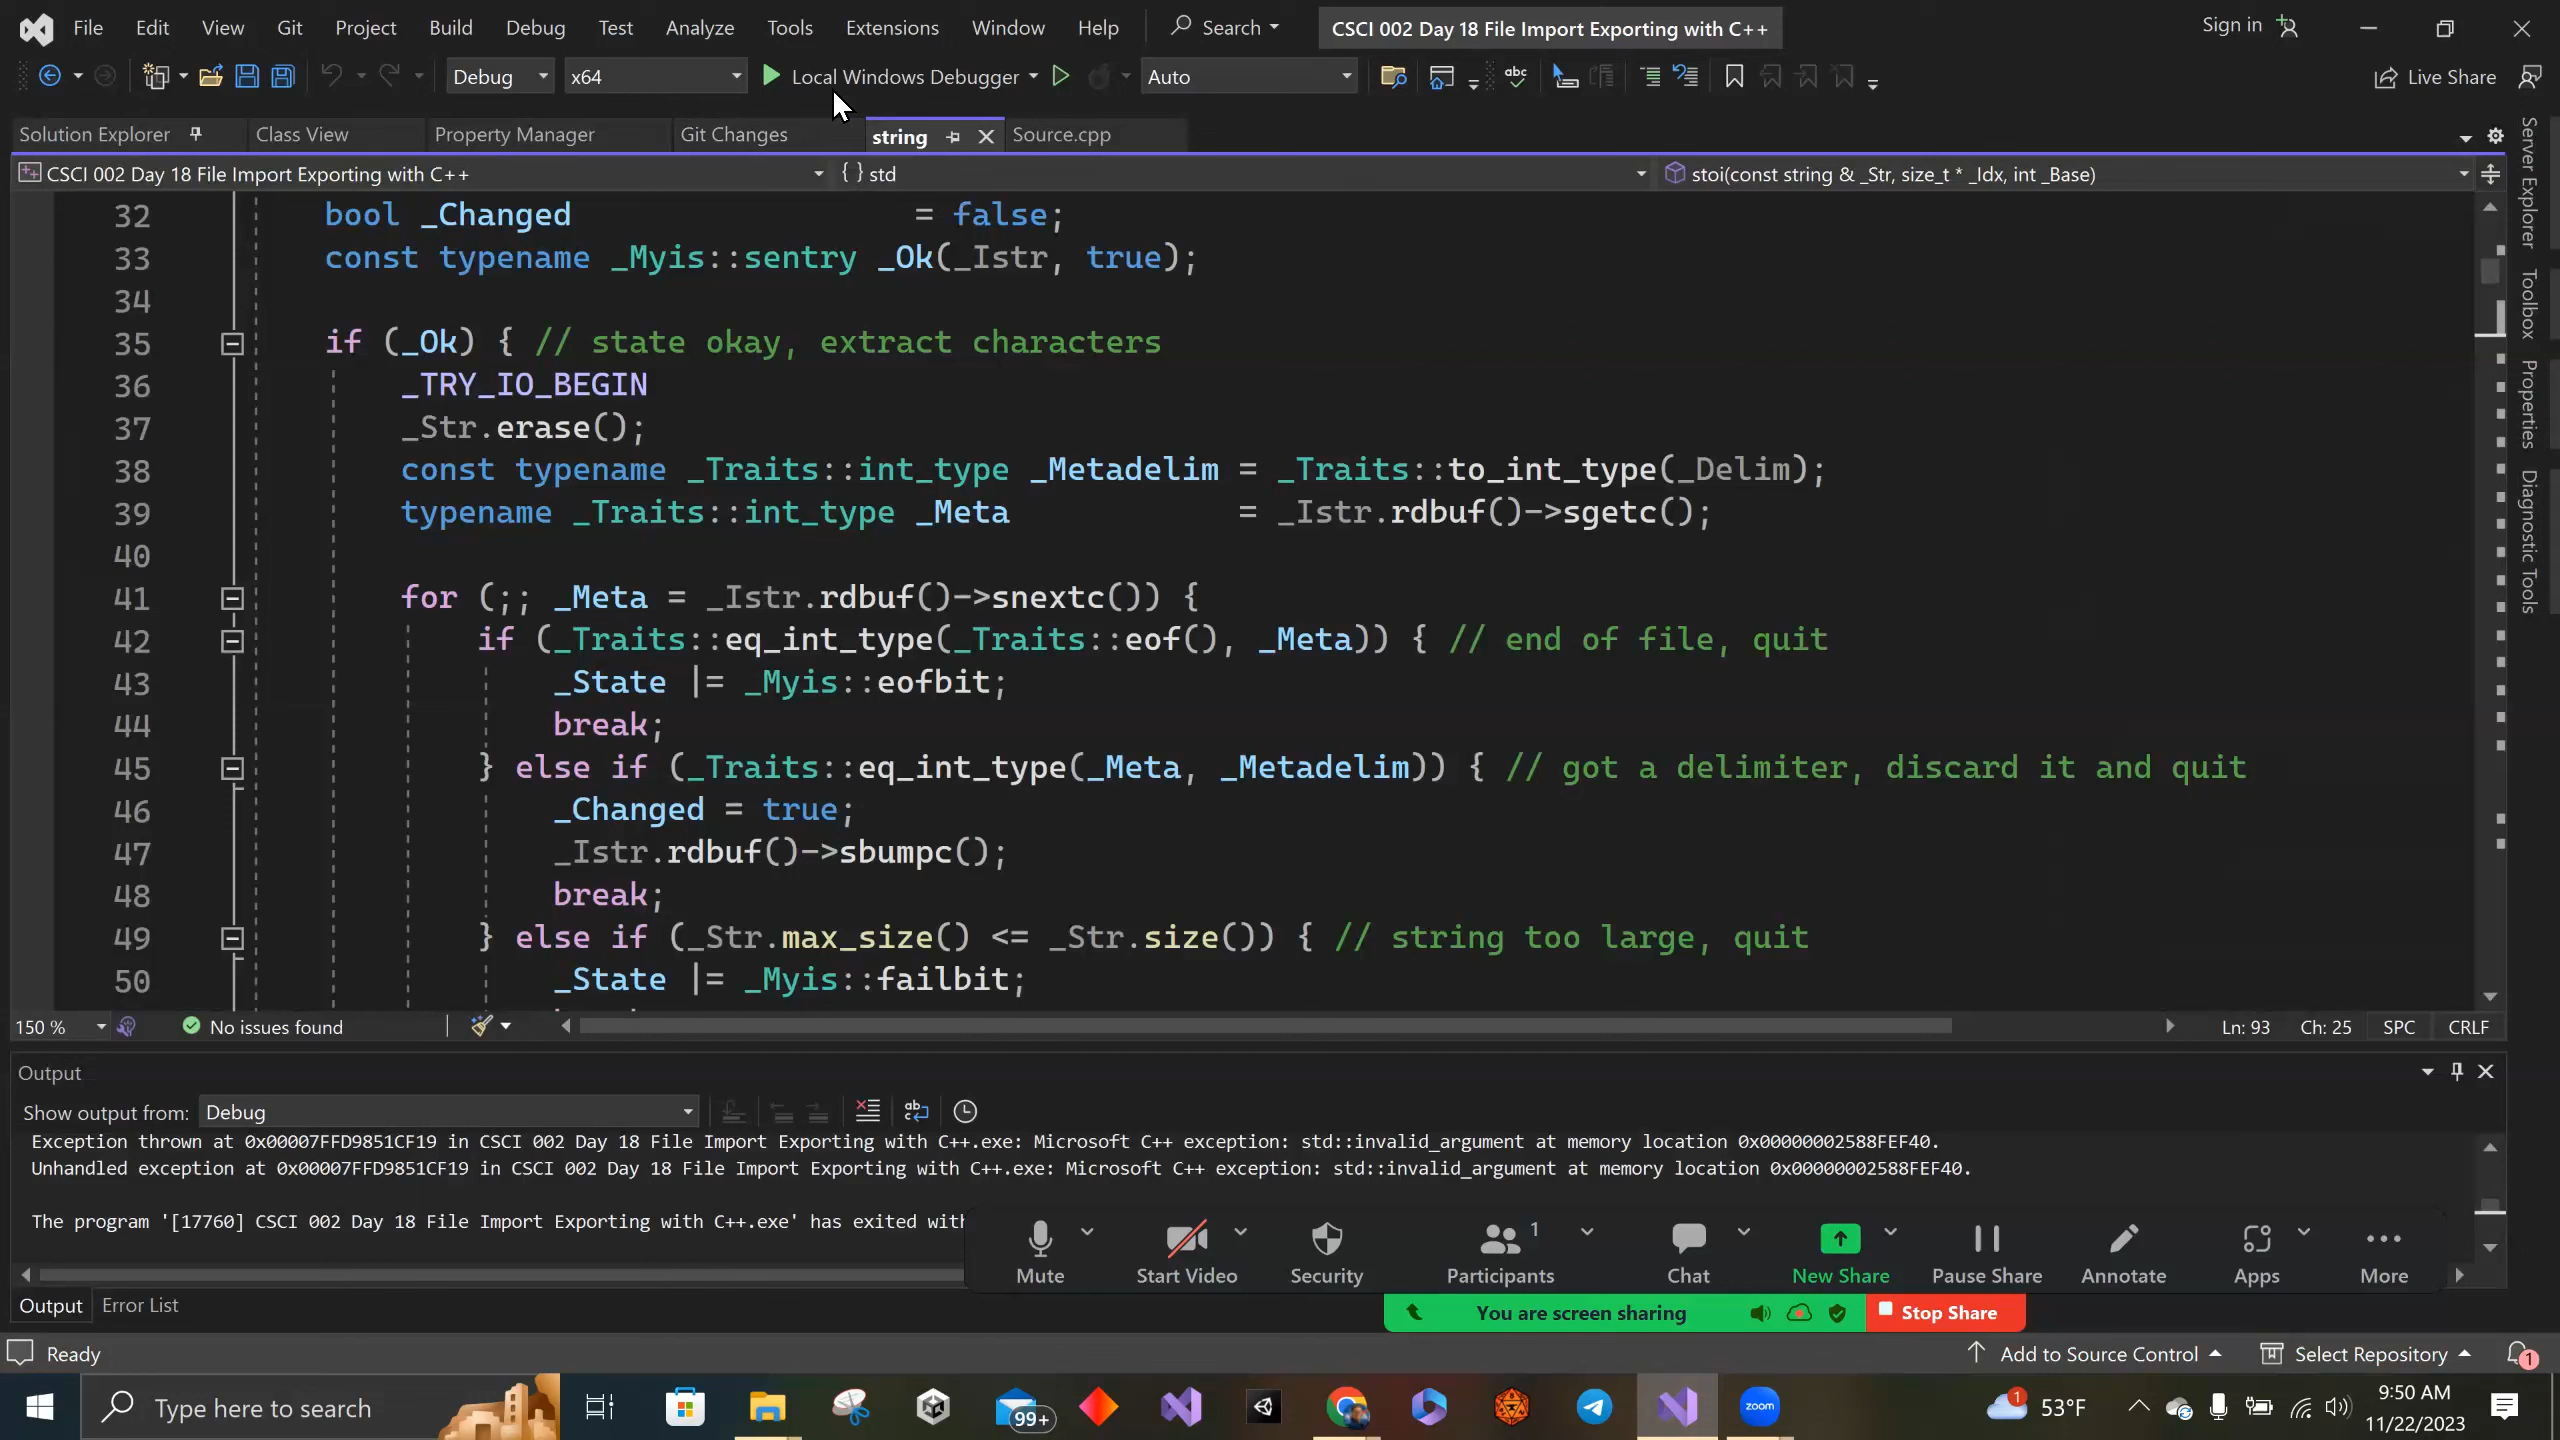 File Edit View Git Project Build Debug Test Analyze Tools Extensions Window Help Search CSCI 002 Day 18 File Import Exporting with C++ Sign in
Debug x64 Local Windows Debugger Auto Live Share
Solution Explorer Class View Property Manager Git Changes string Source.cpp
CSCI 002 Day 18 File Import Exporting with C++ { } std stoi(const string & _Str, size_t * _Idx, int _Base)
32 bool _Changed = false;
33 const typename _Myis::sentry _Ok(_Istr, true);
34
35 if (_Ok) { // state okay, extract characters
36 _TRY_IO_BEGIN
37 _Str.erase();
38 const typename _Traits::int_type _Metadelim = _Traits::to_int_type(_Delim);
39 typename _Traits::int_type _Meta = _Istr.rdbuf()->sgetc();
40
41 for (;; _Meta = _Istr.rdbuf()->snextc()) {
42 if (_Traits::eq_int_type(_Traits::eof(), _Meta)) { // end of file, quit
43 _State |= _Myis::eofbit;
44 break;
45 } else if (_Traits::eq_int_type(_Meta, _Metadelim)) { // got a delimiter, discard it and quit
46 _Changed = true;
47 _Istr.rdbuf()->sbumpc();
48 break;
49 } else if (_Str.max_size() <= _Str.size()) { // string too large, quit
50 _State |= _Myis::failbit;
Server Explorer
Toolbox
Properties
Diagnostic Tools
150 % No issues found Ln: 93 Ch: 25 SPC CRLF
Output
Show output from: Debug
Exception thrown at 0x00007FFD9851CF19 in CSCI 002 Day 18 File Import Exporting with C++.exe: Microsoft C++ exception: std::invalid_argument at memory location 0x00000002588FEF40.
Unhandled exception at 0x00007FFD9851CF19 in CSCI 002 Day 18 File Import Exporting with C++.exe: Microsoft C++ exception: std::invalid_argument at memory location 0x00000002588FEF40.
The program '[17760] CSCI 002 Day 18 File Import Exporting with C++.exe' has exited with
1
Mute Start Video Security Participants Chat New Share Pause Share Annotate Apps More
Output Error List
You are screen sharing Stop Share
Ready Add to Source Control Select Repository 1
Type here to search 99+ zoom 1 53°F 9:50 AM
11/22/2023